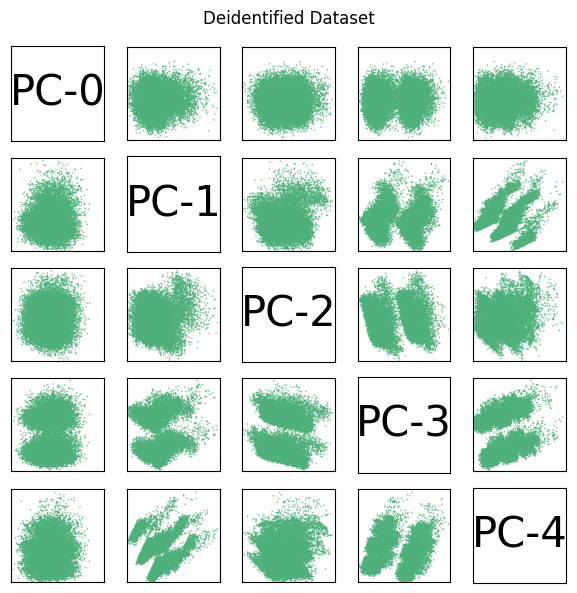 Deidentified Dataset
PC-0
PC-1
PC-2
PC-3
PC-4